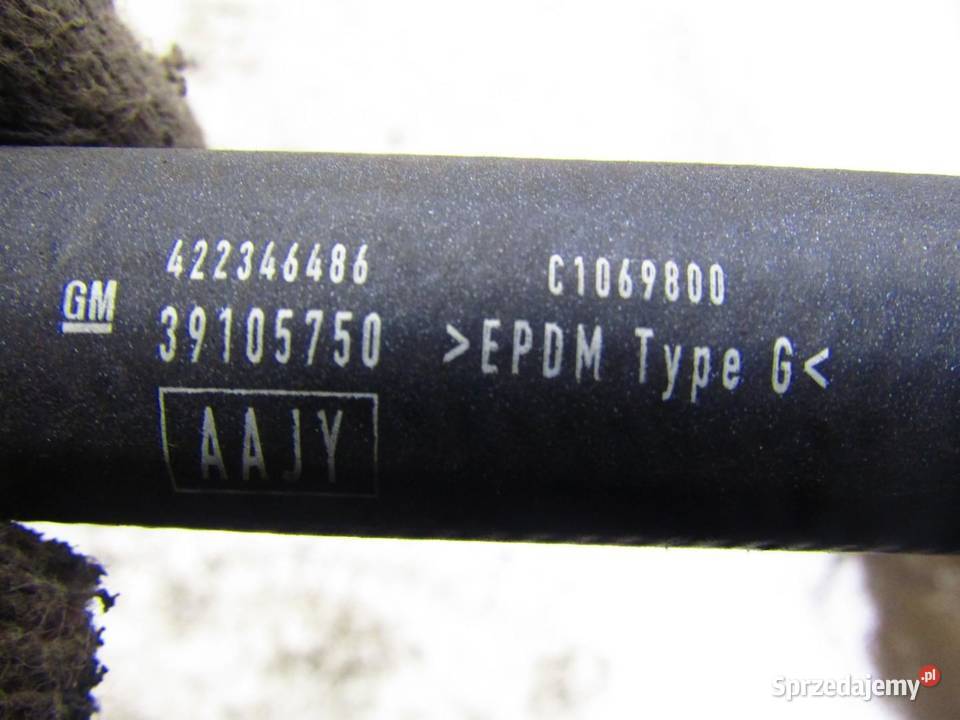 422346486
GM
39105750
AAJY
C1069800
>EPDM Type G<
Sprzedajemy.pl